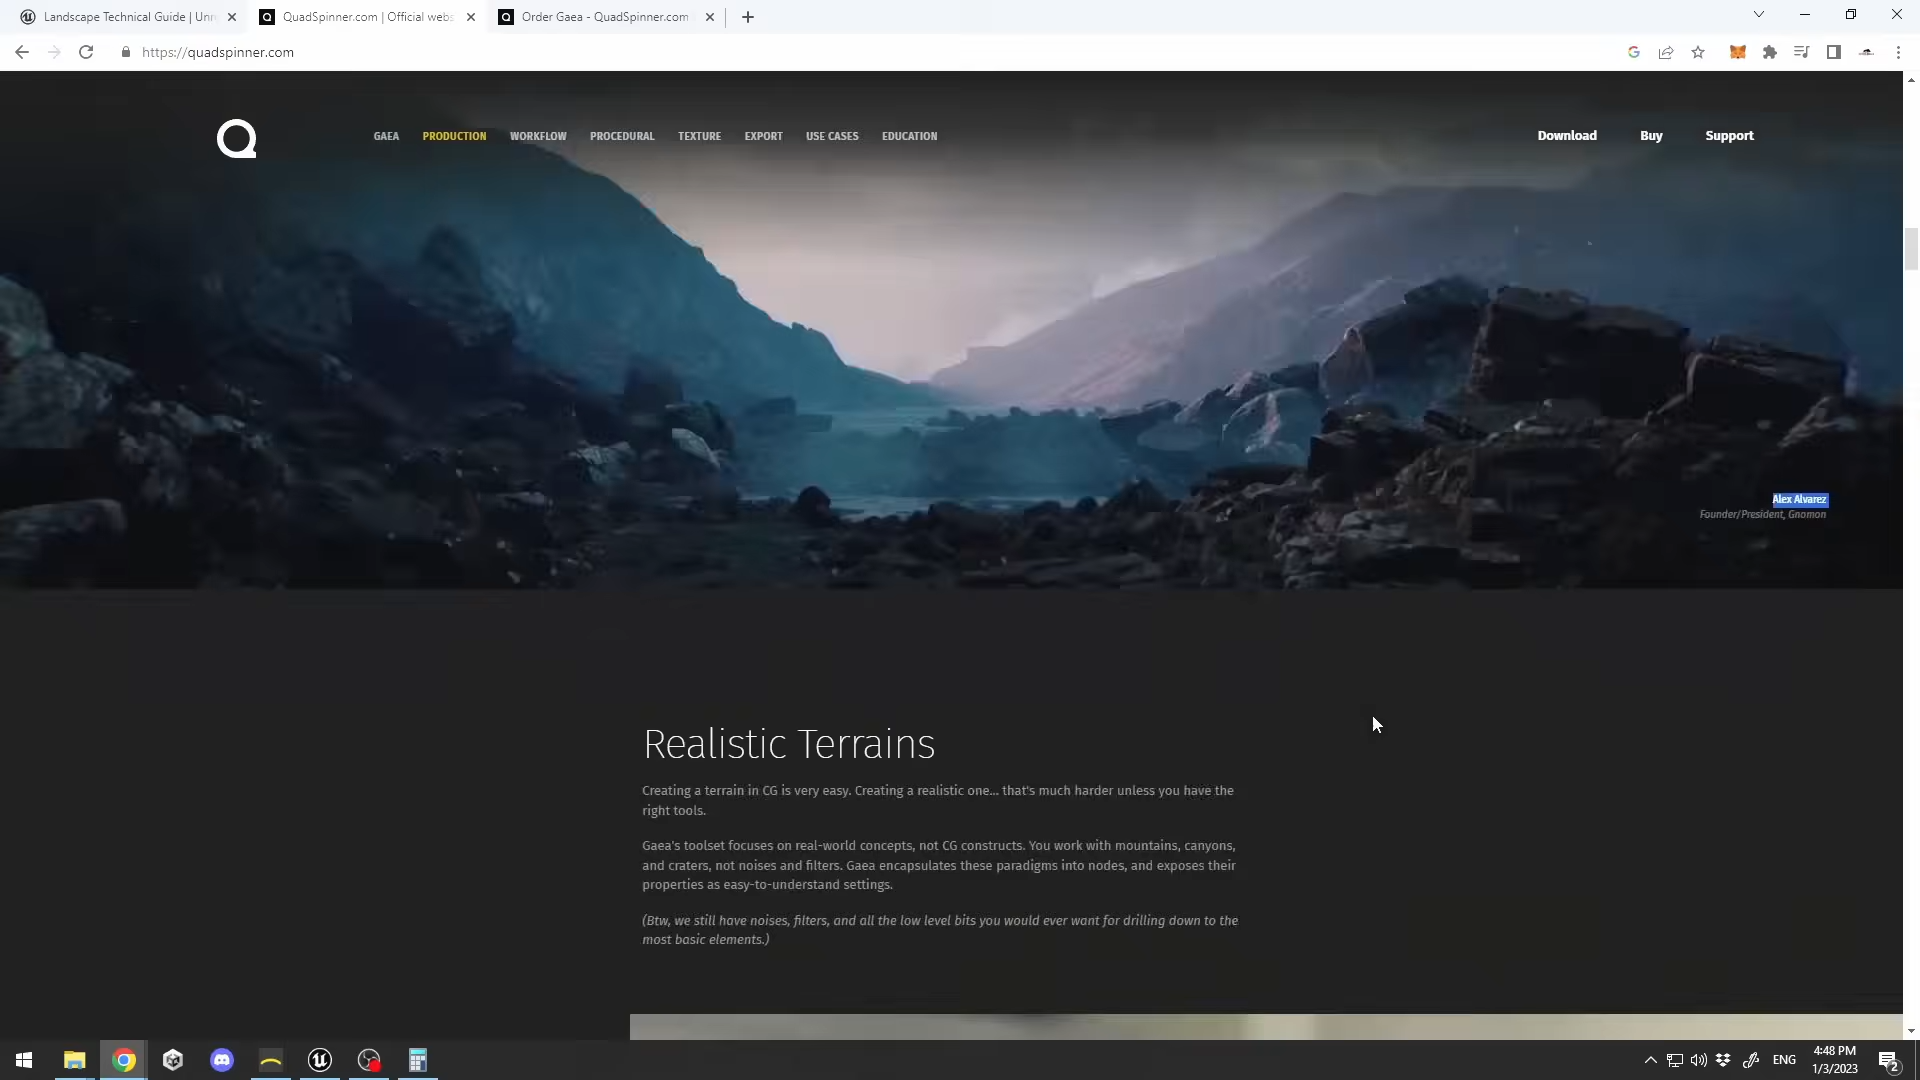 Landscape Technical Guide | Unr
QuadSpinner.com | Official webs
Order Gaea - QuadSpinner.com
https://quadspinner.com
GAEA
PRODUCTION
WORKFLOW
PROCEDURAL
TEXTURE
EXPORT
USE CASES
EDUCATION
Download
Buy
Support
Alex Alvarez
Founder/President, Gnomon
Realistic Terrains
Creating a terrain in CG is very easy. Creating a realistic one... that's much harder unless you have the
right tools.
Gaea's toolset focuses on real-world concepts, not CG constructs. You work with mountains, canyons,
and craters, not noises and filters. Gaea encapsulates these paradigms into nodes, and exposes their
properties as easy-to-understand settings.
(Btw, we still have noises, filters, and all the low level bits you would ever want for drilling down to the
most basic elements.)
ENG
4:48 PM
1/3/2023
2